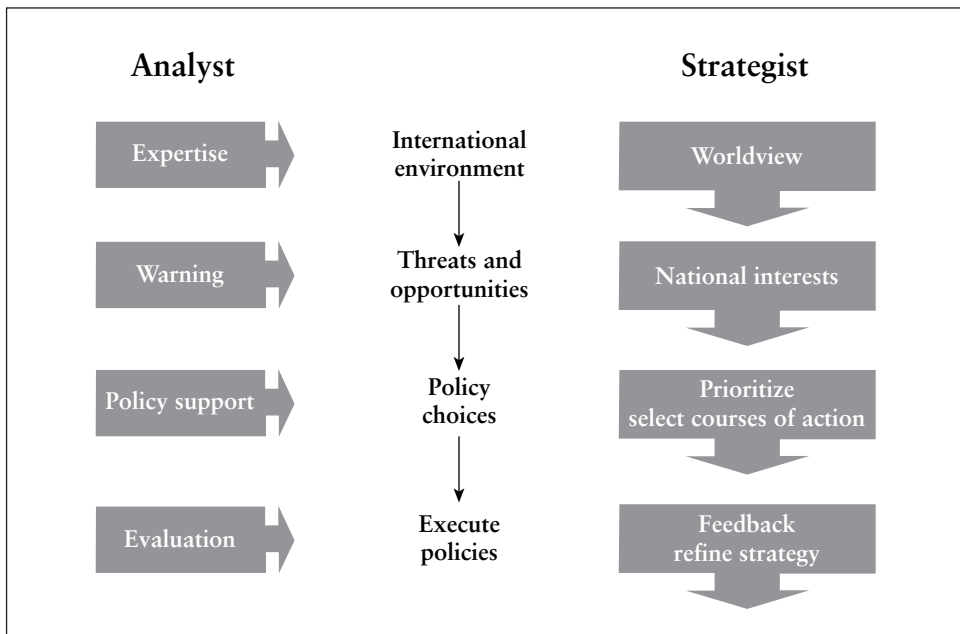 Analyst
Strategist
Expertise
International
environment
Worldview
Warning
Threats and
opportunities
National interests
Policy support
Policy
choices
Prioritize
select courses of action
Evaluation
Execute
policies
Feedback
refine strategy